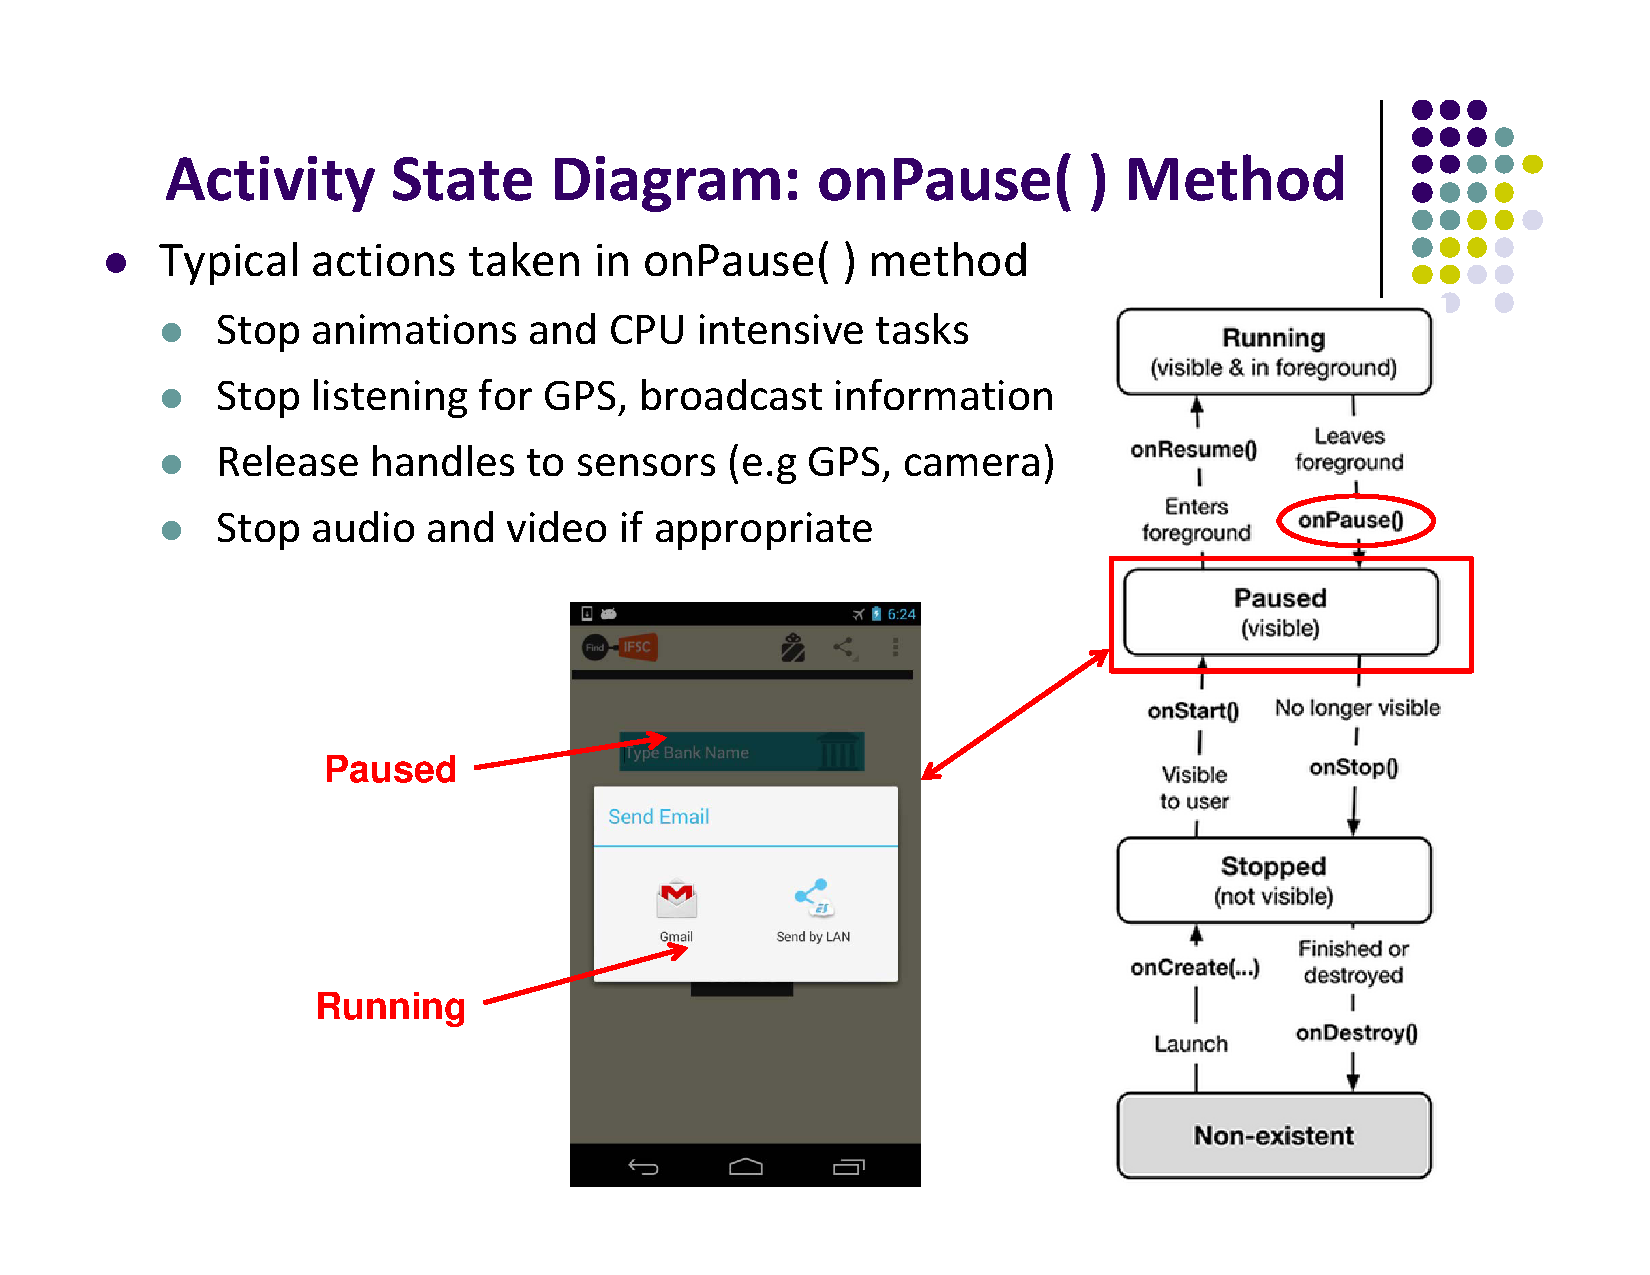 Activity State Diagram: onPause( ) Method
Typical actions taken in onPause( ) method
Stop animations and CPU intensive tasks
Stop listening for GPS, broadcast information
Release handles to sensors (e.g GPS, camera)
Stop audio and video if appropriate
6:24
Find
IFSC
Type Bank Name
Send Email
Gmail
Send by LAN
Paused
Running
Running
(visible & in foreground)
onResume()
Enters
foreground
Leaves
foreground
onPause()
Paused
(visible)
onStart()
Visible
to user
No longer visible
onStop()
Stopped
(not visible)
onCreate(...)
Launch
Finished or
destroyed
onDestroy()
Non-existent